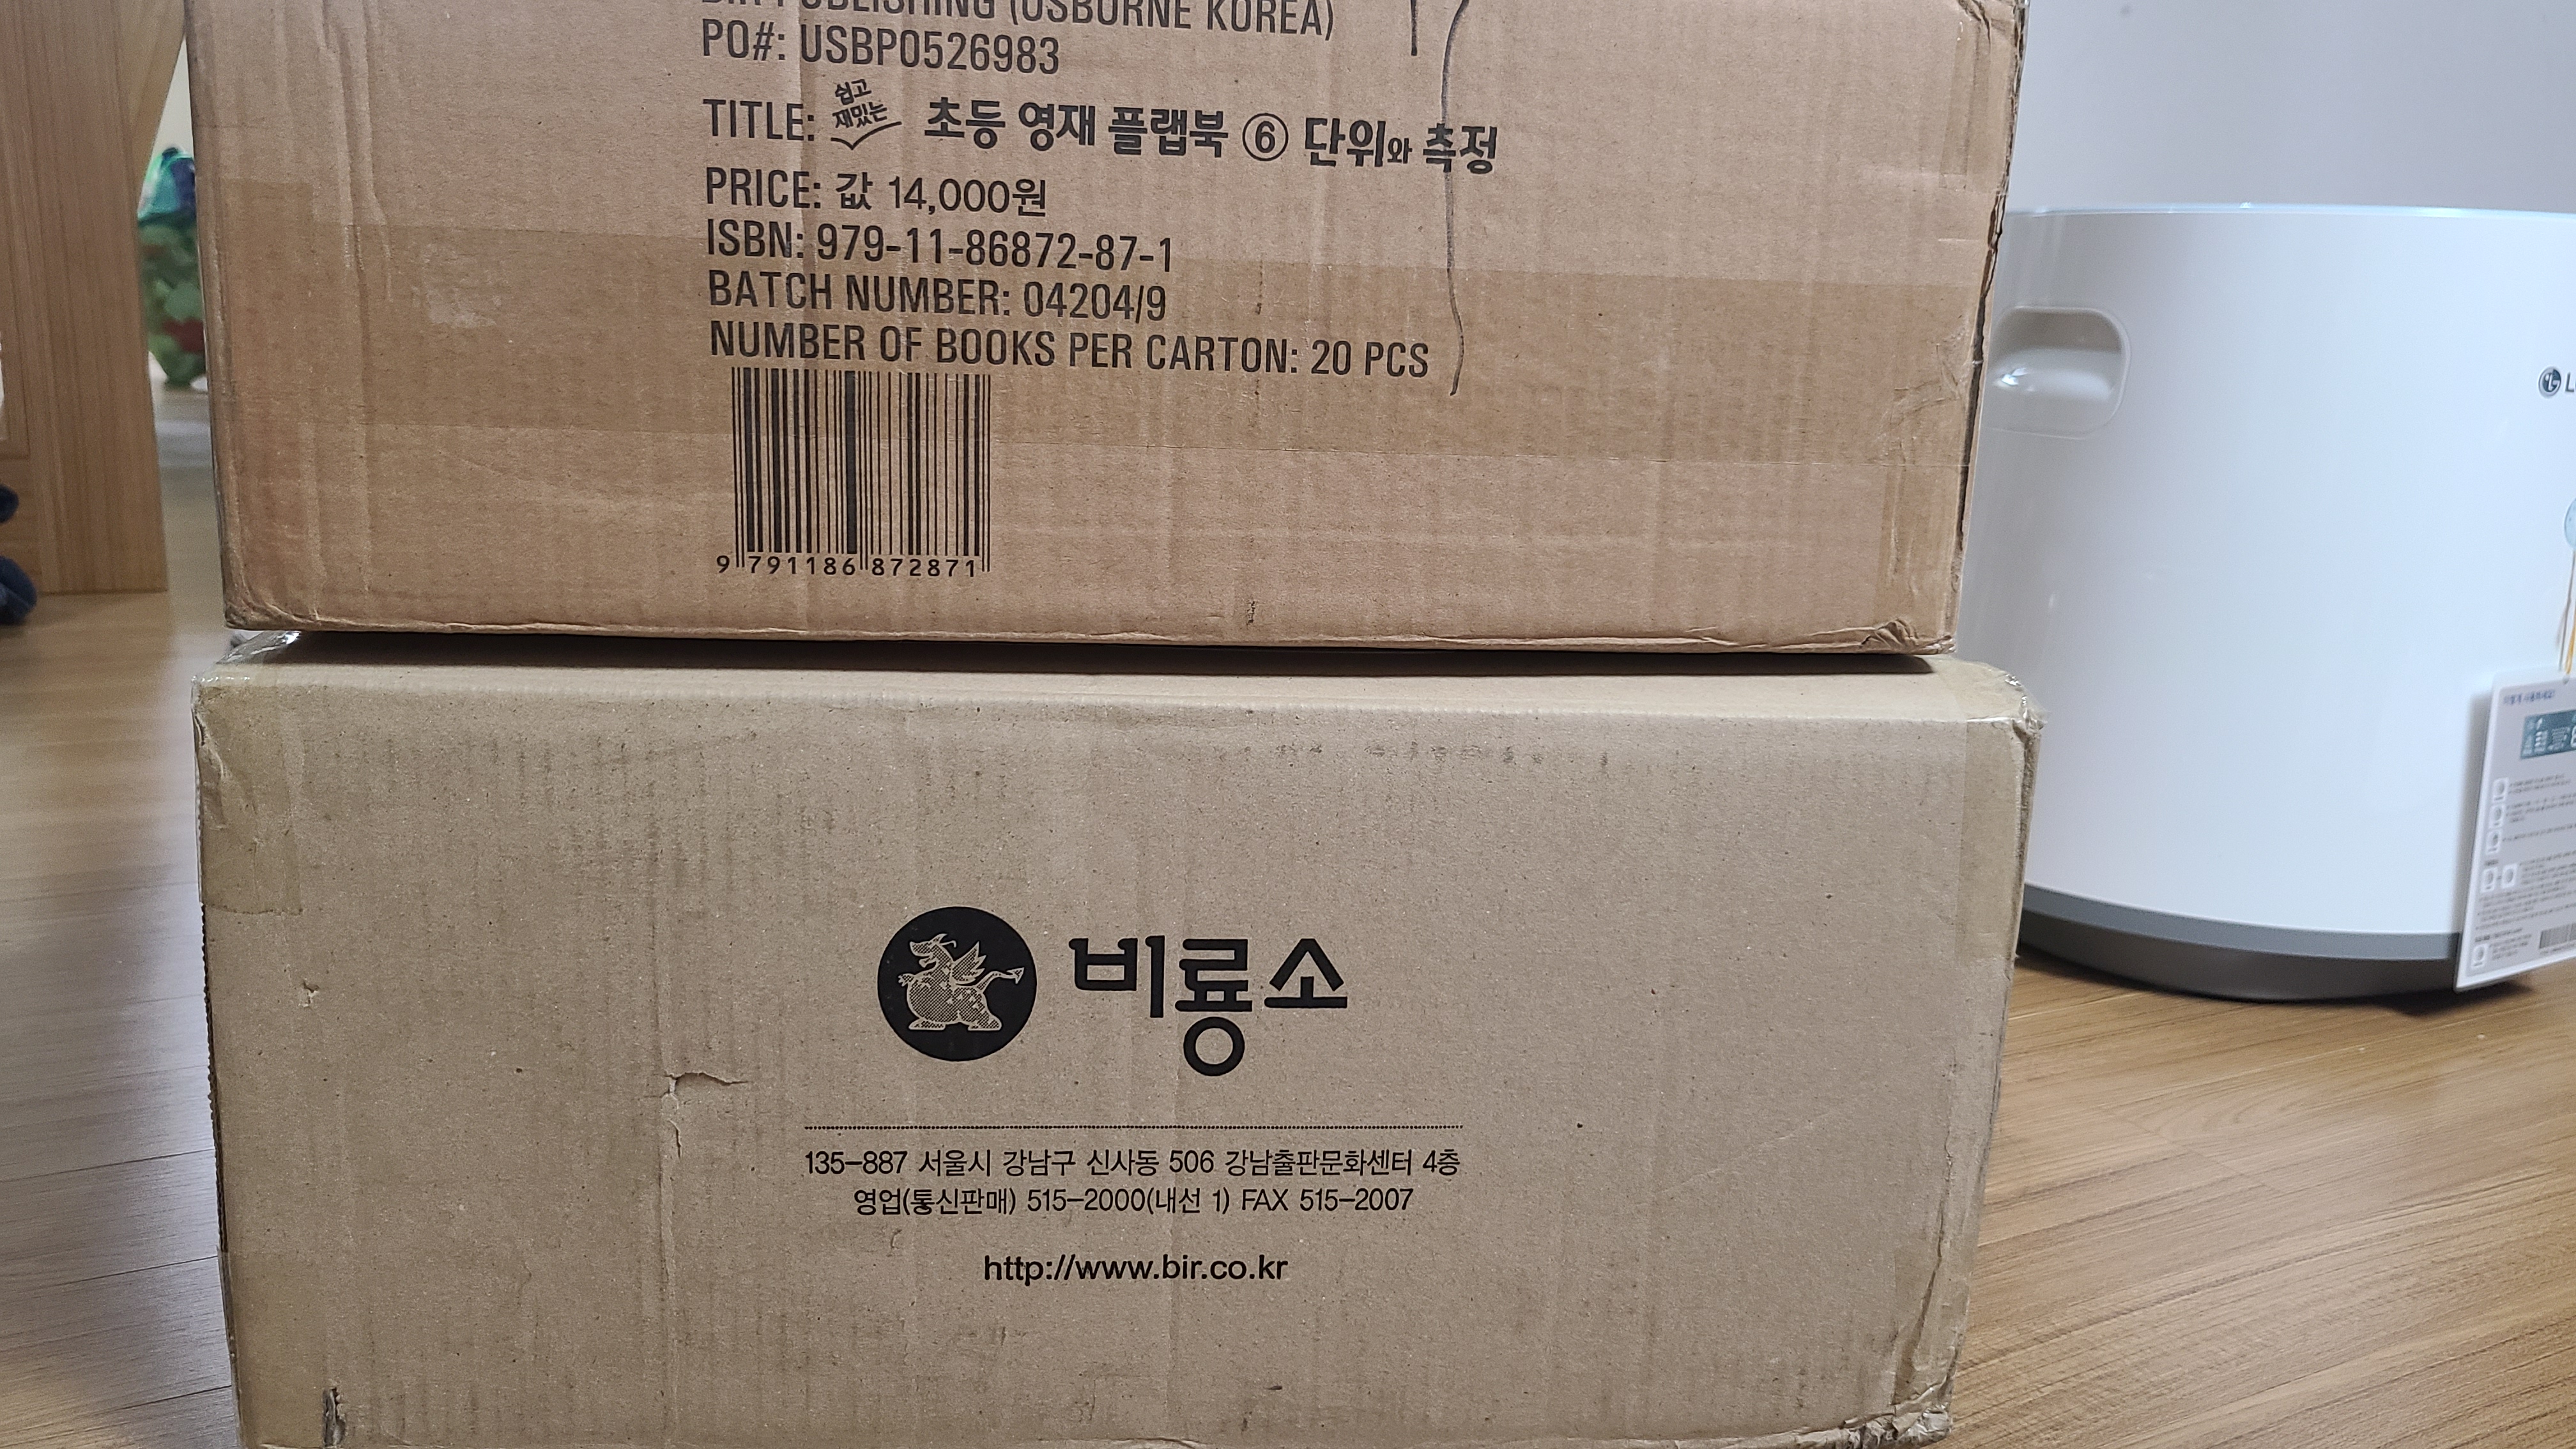 PUBLISHING (USBORNE KOREA)
PO#: USBP0526983
TITLE: 쉽고 재밌는 초등 영재 플랩북 ⑥ 단위와 측정
PRICE: 값 14,000원
ISBN: 979-11-86872-87-1
BATCH NUMBER: 04204/9
NUMBER OF BOOKS PER CARTON: 20 PCS
9 791186 872871
비룡소
135-887 서울시 강남구 신사동 506 강남출판문화센터 4층
영업(통신판매) 515-2000(내선 1) FAX 515-2007
http://www.bir.co.kr